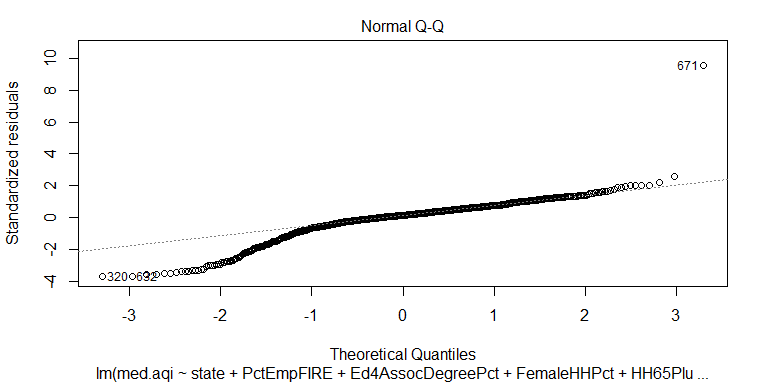 Normal Q-Q
10
8
6
4
2
0
-2
-4
Standardized residuals
671
320
692
-3 -2 -1 0 1 2 3
Theoretical Quantiles
lm(med.aqi ~ state + PctEmpFIRE + Ed4AssocDegreePct + FemaleHHPct + HH65Plu ...